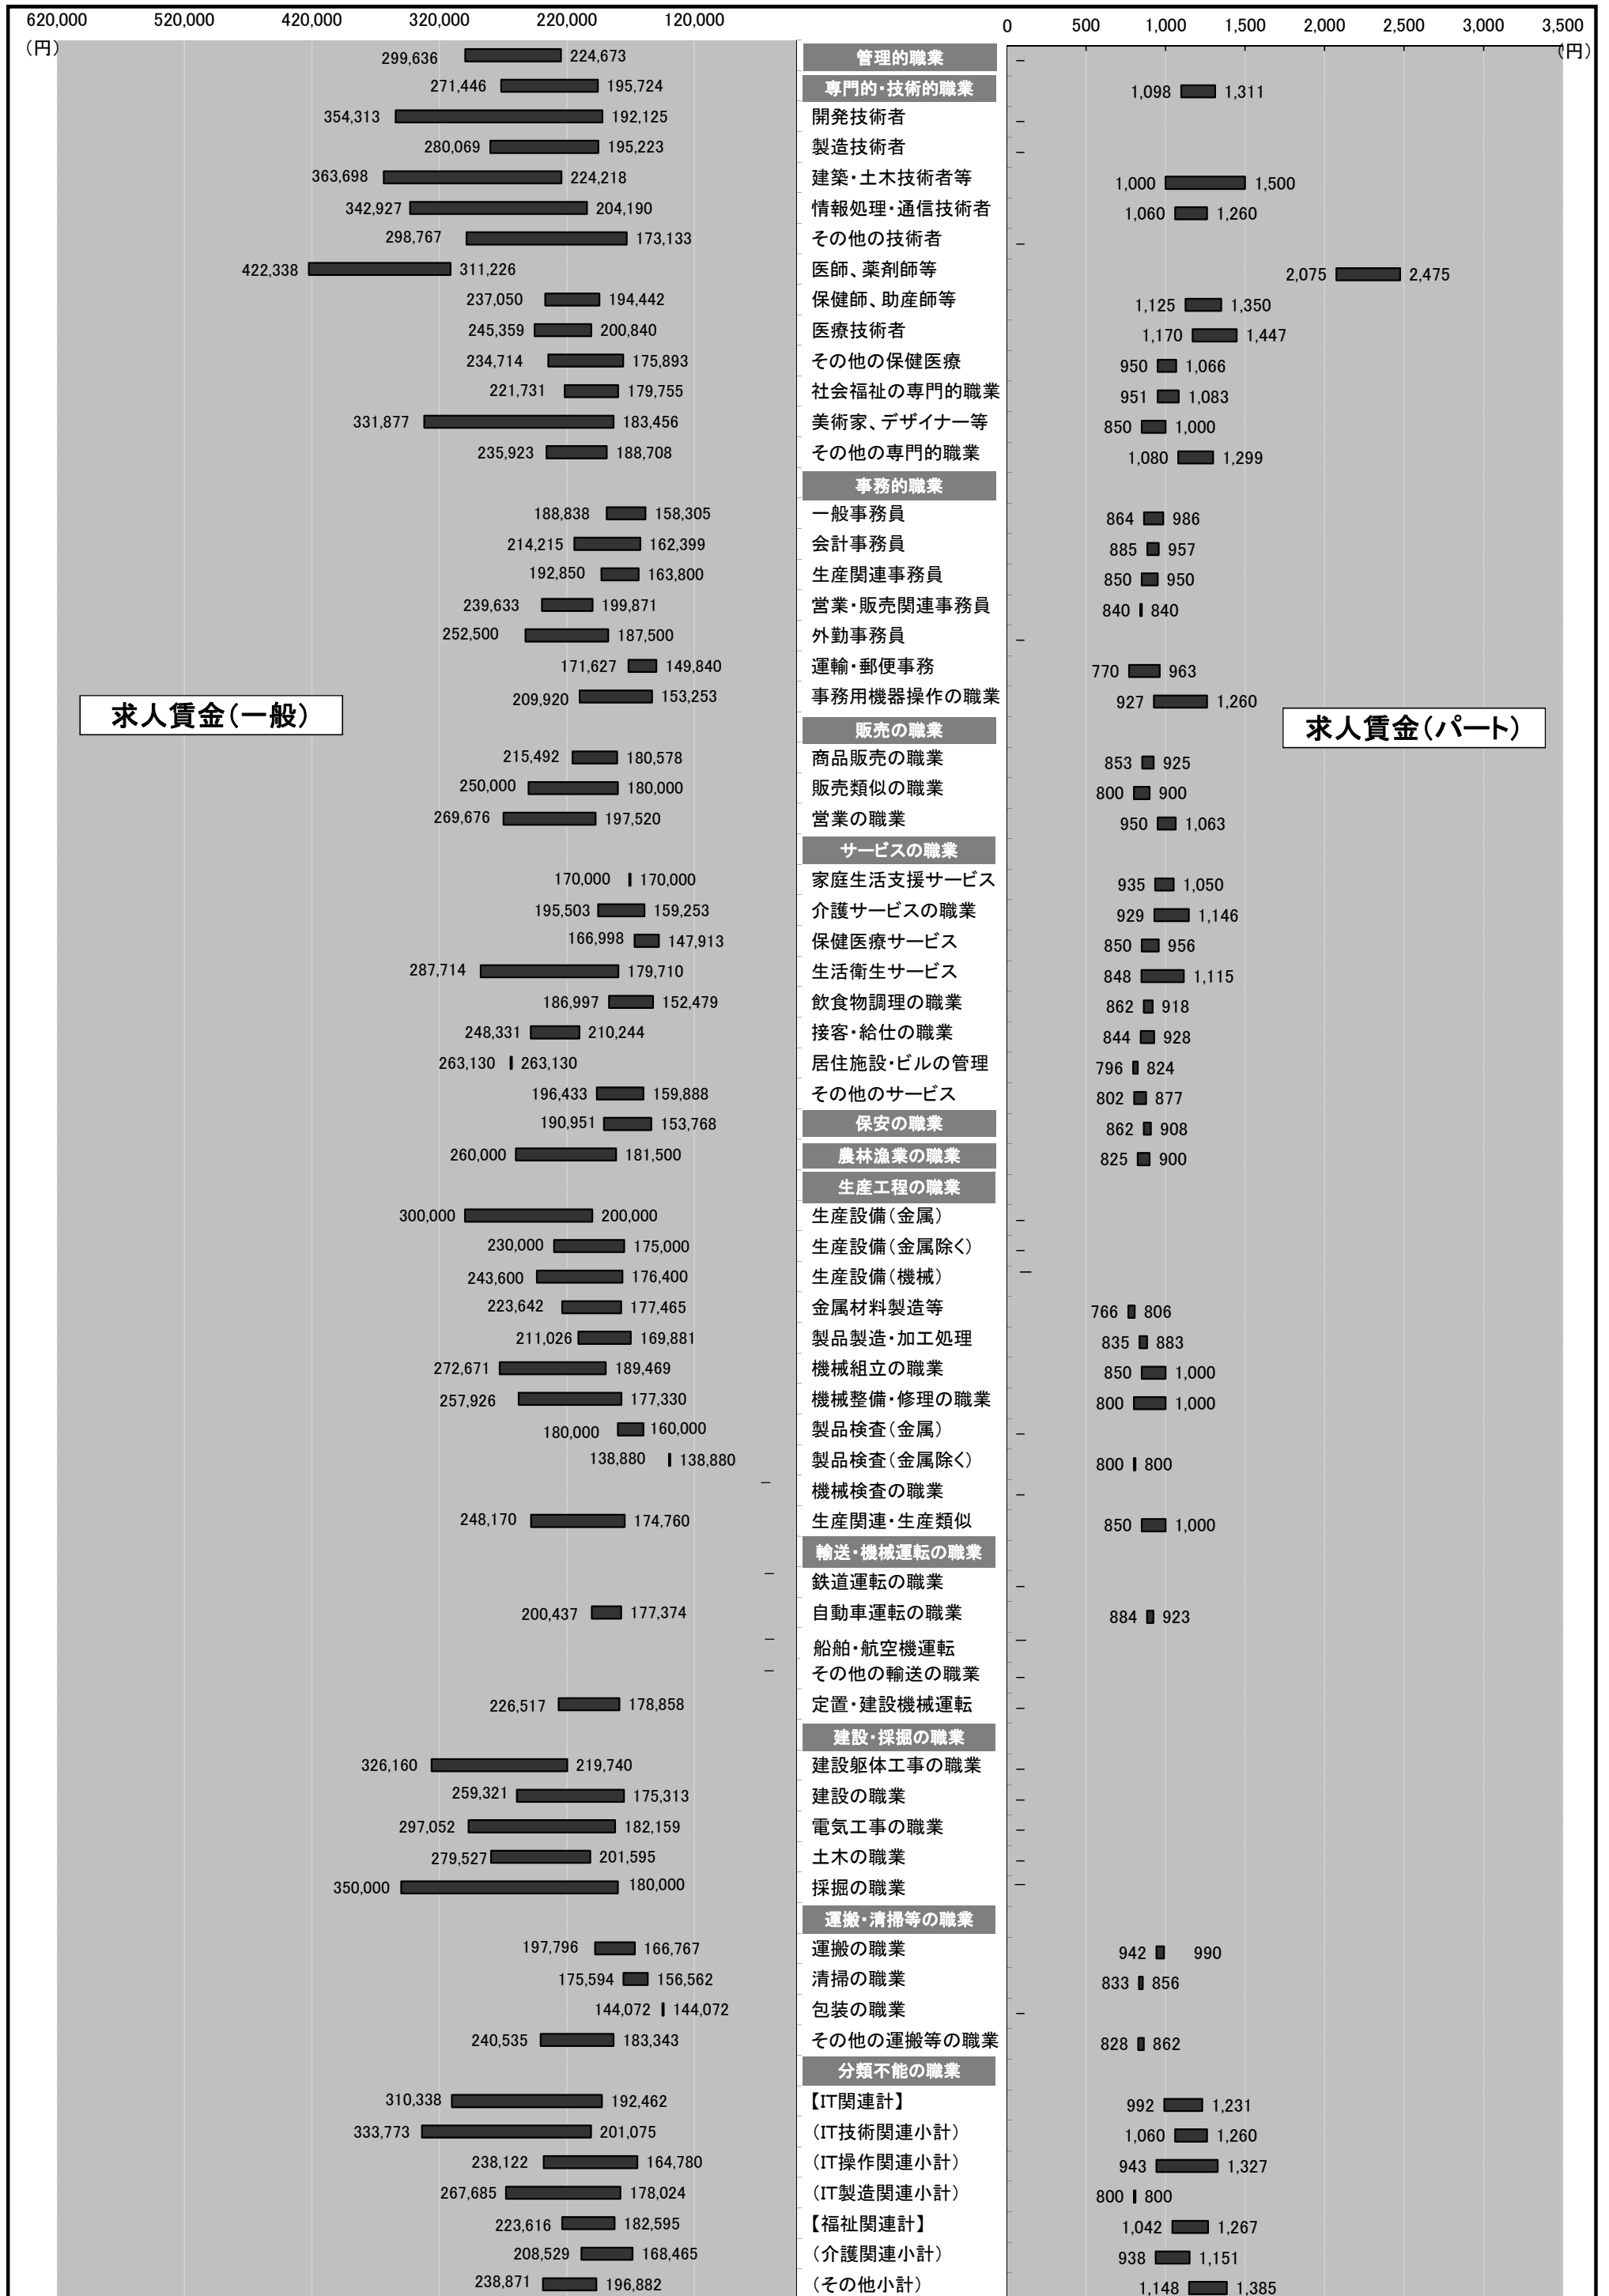 620,000 520,000 420,000 320,000 220,000 120,000 0 500 1,000 1,500 2,000 2,500 3,000 3,500
(円) (円)
299,636 224,673 管理的職業 –
271,446 195,724 専門的・技術的職業 1,098 1,311
354,313 192,125 開発技術者 –
280,069 195,223 製造技術者 –
363,698 224,218 建築・土木技術者等 1,000 1,500
342,927 204,190 情報処理・通信技術者 1,060 1,260
298,767 173,133 その他の技術者 –
422,338 311,226 医師、薬剤師等 2,075 2,475
237,050 194,442 保健師、助産師等 1,125 1,350
245,359 200,840 医療技術者 1,170 1,447
234,714 175,893 その他の保健医療 950 1,066
221,731 179,755 社会福祉の専門的職業 951 1,083
331,877 183,456 美術家、デザイナー等 850 1,000
235,923 188,708 その他の専門的職業 1,080 1,299
事務的職業
188,838 158,305 一般事務員 864 986
214,215 162,399 会計事務員 885 957
192,850 163,800 生産関連事務員 850 950
239,633 199,871 営業・販売関連事務員 840 840
252,500 187,500 外勤事務員 –
171,627 149,840 運輸・郵便事務 770 963
209,920 153,253 事務用機器操作の職業 927 1,260
求人賃金(一般) 販売の職業 求人賃金(パート)
215,492 180,578 商品販売の職業 853 925
250,000 180,000 販売類似の職業 800 900
269,676 197,520 営業の職業 950 1,063
サービスの職業
170,000 170,000 家庭生活支援サービス 935 1,050
195,503 159,253 介護サービスの職業 929 1,146
166,998 147,913 保健医療サービス 850 956
287,714 179,710 生活衛生サービス 848 1,115
186,997 152,479 飲食物調理の職業 862 918
248,331 210,244 接客・給仕の職業 844 928
263,130 263,130 居住施設・ビルの管理 796 824
196,433 159,888 その他のサービス 802 877
190,951 153,768 保安の職業 862 908
260,000 181,500 農林漁業の職業 825 900
生産工程の職業
300,000 200,000 生産設備(金属) –
230,000 175,000 生産設備(金属除く) –
243,600 176,400 生産設備(機械) –
223,642 177,465 金属材料製造等 766 806
211,026 169,881 製品製造・加工処理 835 883
272,671 189,469 機械組立の職業 850 1,000
257,926 177,330 機械整備・修理の職業 800 1,000
180,000 160,000 製品検査(金属) –
138,880 138,880 製品検査(金属除く) 800 800
– 機械検査の職業 –
248,170 174,760 生産関連・生産類似 850 1,000
輸送・機械運転の職業
– 鉄道運転の職業 –
200,437 177,374 自動車運転の職業 884 923
– 船舶・航空機運転 –
– その他の輸送の職業 –
226,517 178,858 定置・建設機械運転 –
建設・採掘の職業
326,160 219,740 建設躯体工事の職業 –
259,321 175,313 建設の職業 –
297,052 182,159 電気工事の職業 –
279,527 201,595 土木の職業 –
350,000 180,000 採掘の職業 –
運搬・清掃等の職業
197,796 166,767 運搬の職業 942 990
175,594 156,562 清掃の職業 833 856
144,072 144,072 包装の職業 –
240,535 183,343 その他の運搬等の職業 828 862
分類不能の職業
310,338 192,462 【IT関連計】 992 1,231
333,773 201,075 (IT技術関連小計) 1,060 1,260
238,122 164,780 (IT操作関連小計) 943 1,327
267,685 178,024 (IT製造関連小計) 800 800
223,616 182,595 【福祉関連計】 1,042 1,267
208,529 168,465 (介護関連小計) 938 1,151
238,871 196,882 (その他小計) 1,148 1,385